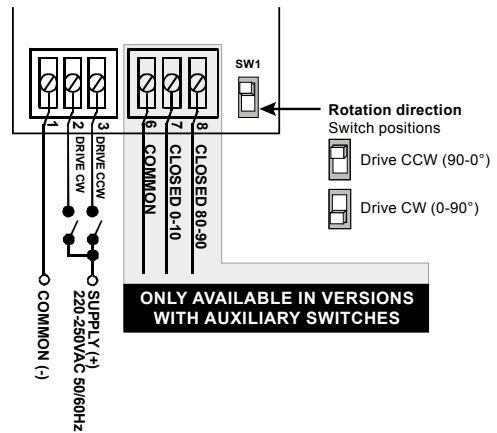 SW1
Rotation direction
Switch positions
Drive CCW (90-0°)
Drive CW (0-90°)
1
2
3
6
7
8
DRIVE CW
DRIVE CCW
COMMON
CLOSED 0-10
CLOSED 80-90
ONLY AVAILABLE IN VERSIONS
WITH AUXILIARY SWITCHES
COMMON (-)
SUPPLY (+)
220-250VAC 50/60Hz